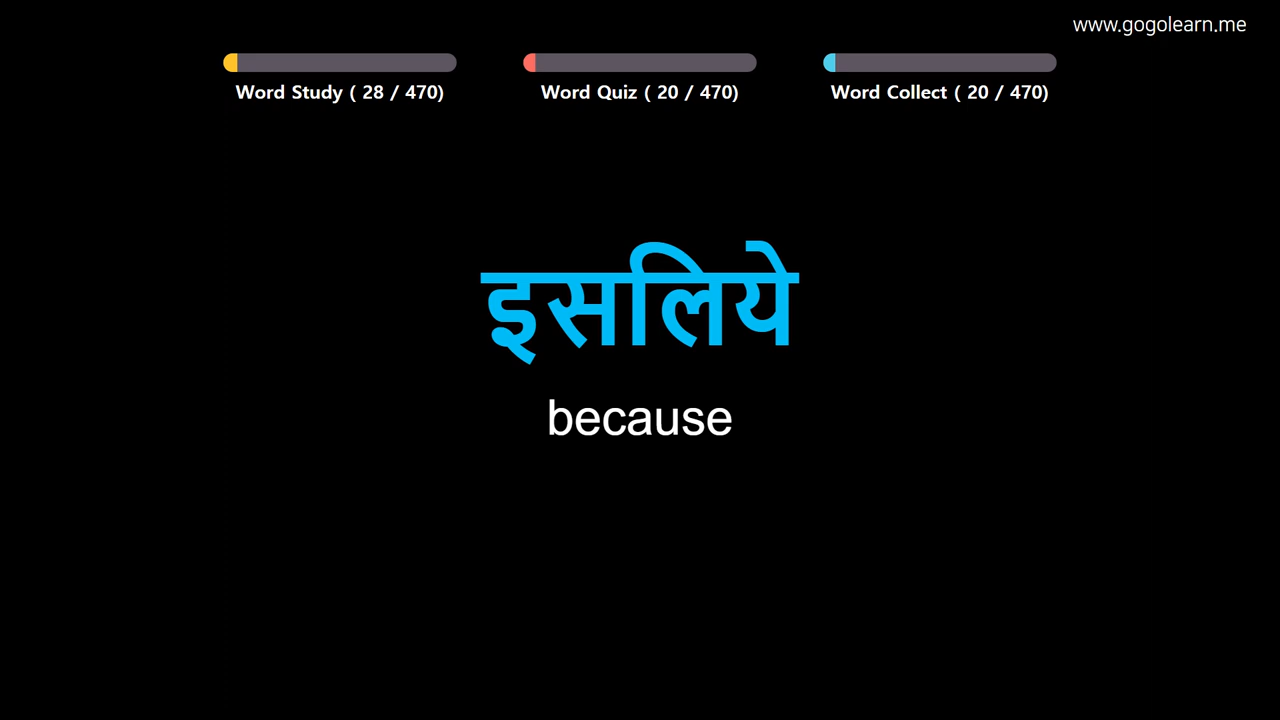 www.gogolearn.me
Word Study ( 28 / 470)
Word Quiz ( 20 / 470)
Word Collect ( 20 / 470)
इसलिये
because